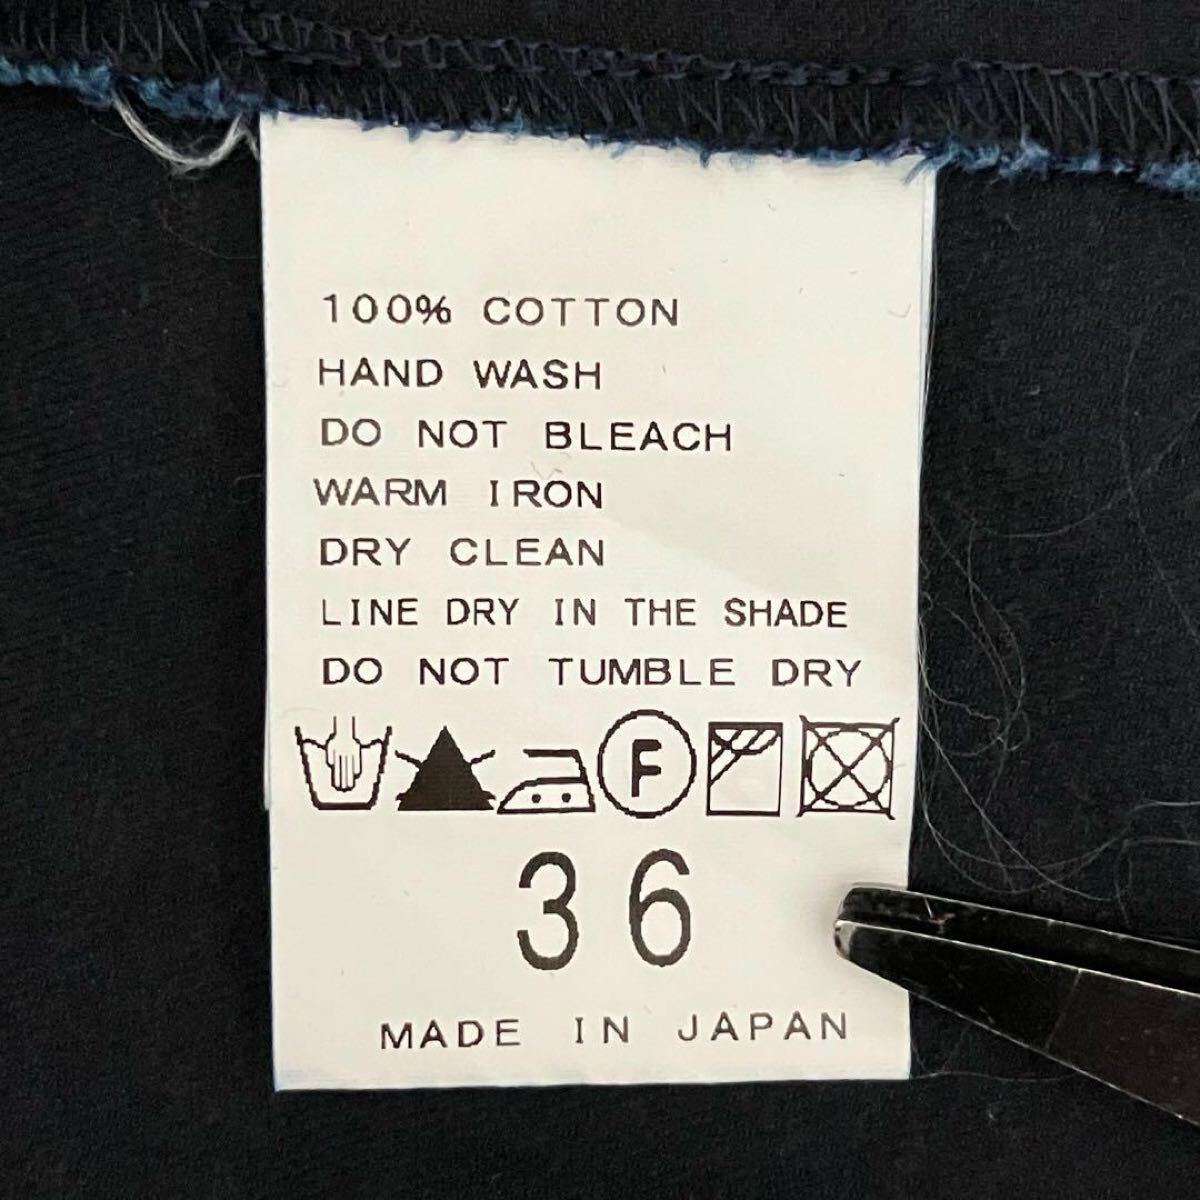 100% COTTON
HAND WASH
DO NOT BLEACH
WARM IRON
DRY CLEAN
LINE DRY IN THE SHADE
DO NOT TUMBLE DRY
F
36
MADE IN JAPAN